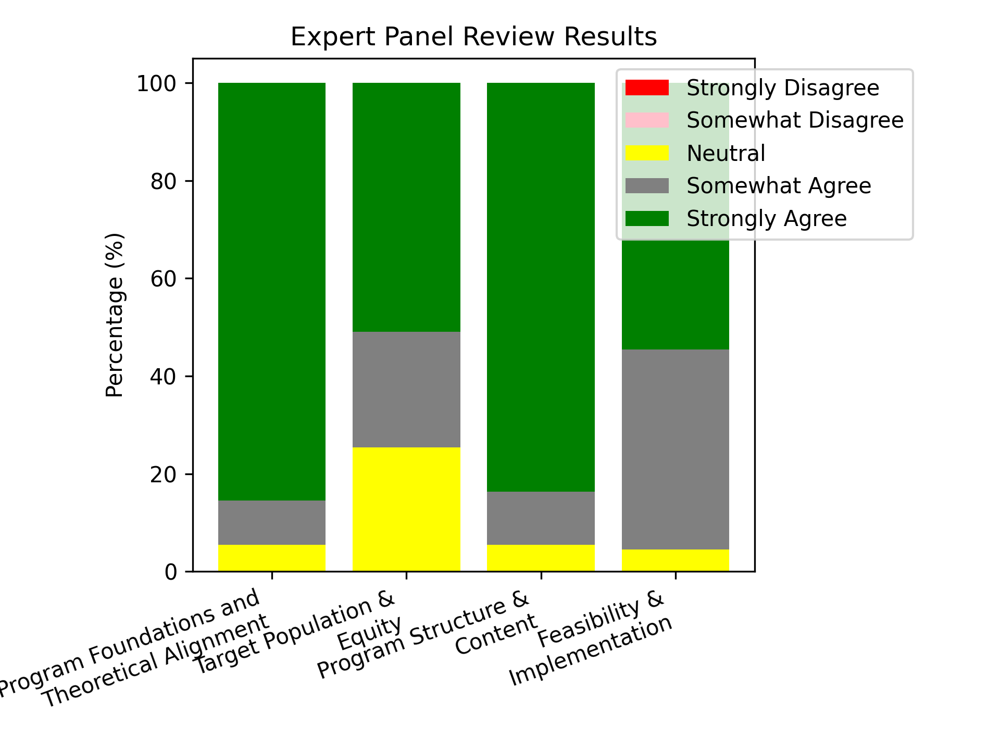 Expert Panel Review Results
Strongly Disagree
Somewhat Disagree
Neutral
Somewhat Agree
Strongly Agree
Percentage (%)
100
80
60
40
20
0
Program Foundations and
Theoretical Alignment
Target Population &
Equity
Program Structure &
Content
Feasibility &
Implementation